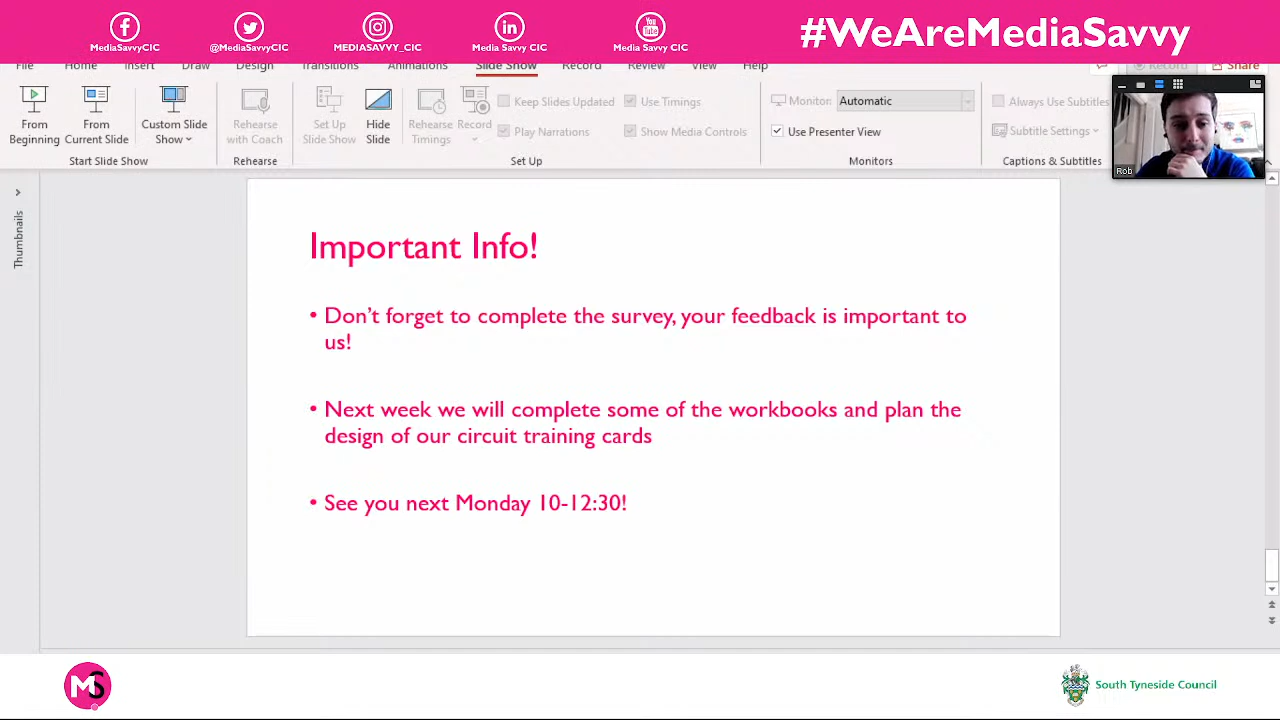 MediaSavvyCIC
@MediaSavvyCIC
MEDIASAVVY_CIC
Media Savvy CIC
Media Savvy CIC
#WeAreMediaSavvy
File Home Insert Draw Design Transitions Animations Slide Show Record Review View Help Record Share
From Beginning
From Current Slide
Custom Slide Show
Start Slide Show
Rehearse with Coach
Rehearse
Set Up Slide Show
Hide Slide
Rehearse Timings
Record
Keep Slides Updated
Play Narrations
Use Timings
Show Media Controls
Set Up
Monitor: Automatic
Use Presenter View
Monitors
Always Use Subtitles
Subtitle Settings
Captions & Subtitles
Rob
Thumbnails
Important Info!
• Don't forget to complete the survey, your feedback is important to
us!
• Next week we will complete some of the workbooks and plan the
design of our circuit training cards
• See you next Monday 10-12:30!
MS
South Tyneside Council